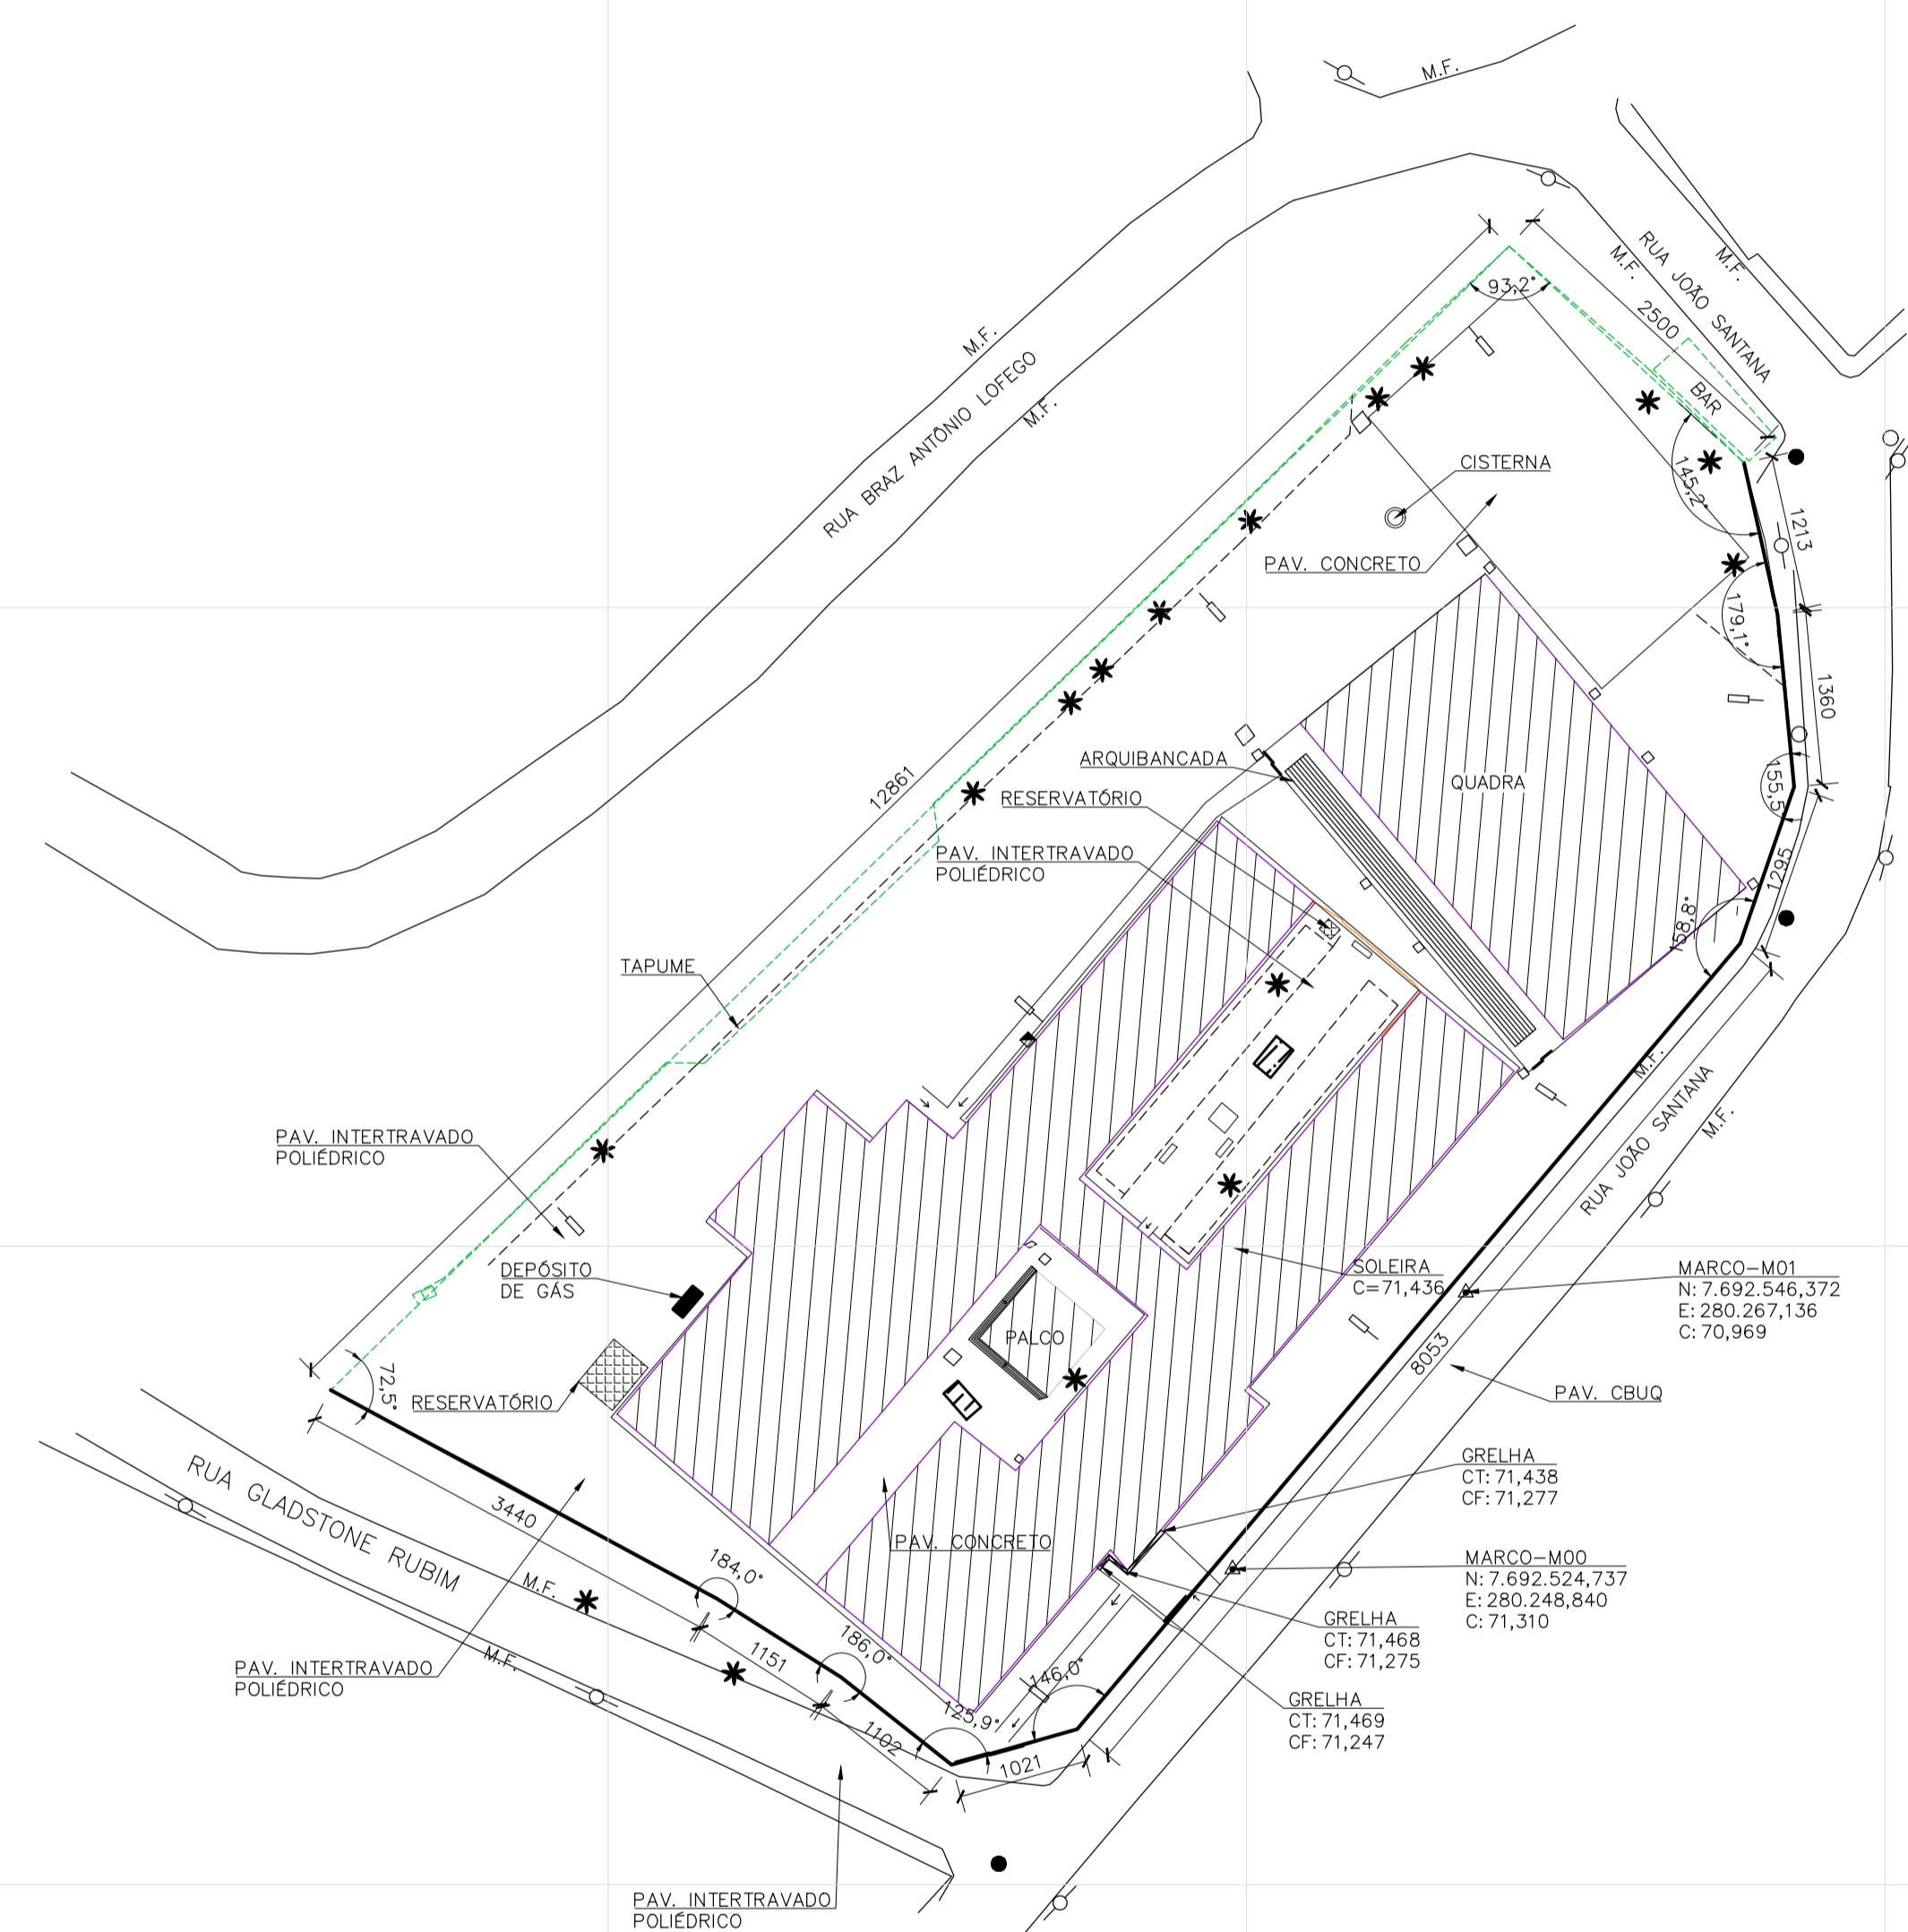 M.F.
RUA JOÃO SANTANA
M.F.
M.F.
93,2°
2500
M.F.
RUA BRAZ ANTÔNIO LOFEGO
M.F.
BAR
CISTERNA
145,2°
1213
PAV. CONCRETO
179,1°
1360
ARQUIBANCADA
QUADRA
12861
RESERVATÓRIO
155,5
PAV. INTERTRAVADO
POLIÉDRICO
1295
158,8°
TAPUME
M.F.
RUA JOÃO SANTANA
M.F.
PAV. INTERTRAVADO
POLIÉDRICO
DEPÓSITO
DE GÁS
SOLEIRA
C=71,436
MARCO-M01
N: 7.692.546,372
E: 280.267,136
C: 70,969
PALCO
8053
72,5°
RESERVATÓRIO
PAV. CBUQ
RUA GLADSTONE RUBIM
GRELHA
CT: 71,438
CF: 71,277
3440
PAV. CONCRETO
184,0°
M.F.
MARCO-M00
N: 7.692.524,737
E: 280.248,840
C: 71,310
GRELHA
CT: 71,468
CF: 71,275
186,0°
M.F.
1151
PAV. INTERTRAVADO
POLIÉDRICO
146,0°
GRELHA
CT: 71,469
CF: 71,247
125,9°
1102
1021
PAV. INTERTRAVADO
POLIÉDRICO